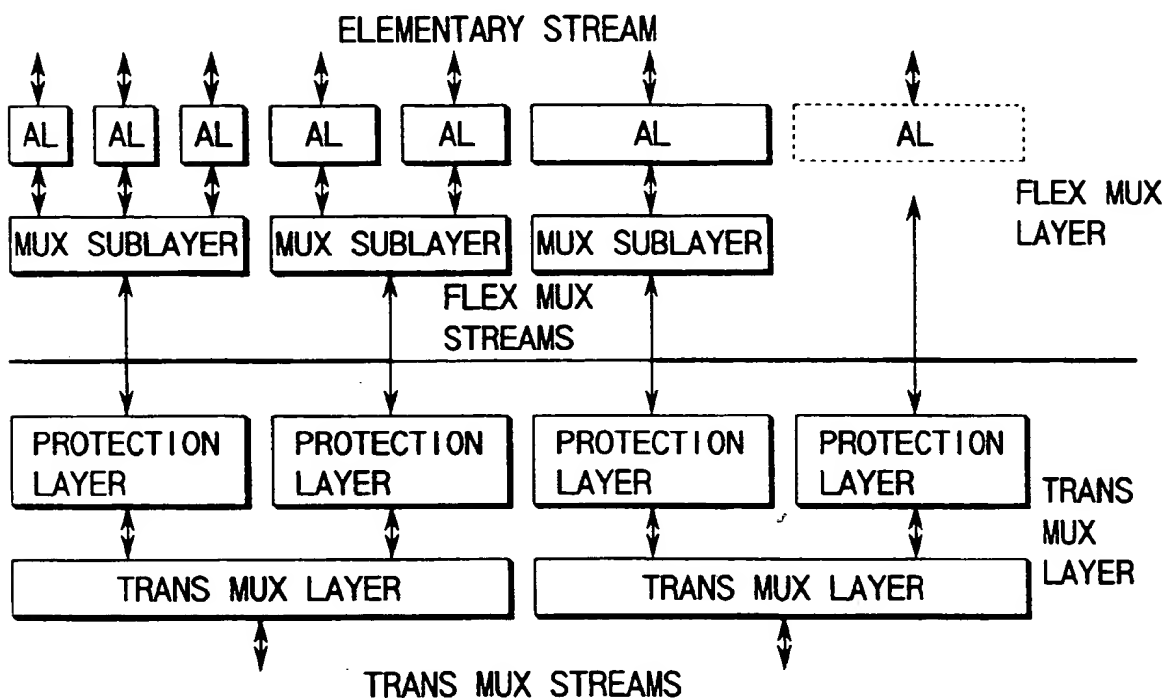 ELEMENTARY STREAM
AL AL AL AL AL AL AL
FLEX MUX
LAYER
MUX SUBLAYER MUX SUBLAYER MUX SUBLAYER
FLEX MUX
STREAMS
PROTECTION
LAYER
PROTECTION
LAYER
PROTECTION
LAYER
PROTECTION
LAYER
TRANS
MUX
LAYER
TRANS MUX LAYER TRANS MUX LAYER
TRANS MUX STREAMS